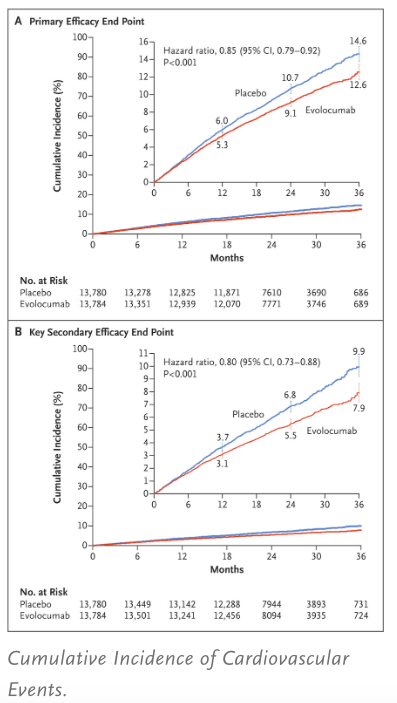 A Primary Efficacy End Point
Cumulative Incidence (%)
100
90
80
70
60
50
40
30
20
10
0
16
14
12
10
8
6
4
2
0
Hazard ratio, 0.85 (95% CI, 0.79–0.92)
P<0.001
14.6
10.7
Placebo
12.6
9.1 Evolocumab
6.0
5.3
0 6 12 18 24 30 36
0 6 12 18 24 30 36
Months
No. at Risk
Placebo 13,780 13,278 12,825 11,871 7610 3690 686
Evolocumab 13,784 13,351 12,939 12,070 7771 3746 689
B Key Secondary Efficacy End Point
Cumulative Incidence (%)
100
90
80
70
60
50
40
30
20
10
0
11
10
9
8
7
6
5
4
3
2
1
0
Hazard ratio, 0.80 (95% CI, 0.73–0.88)
P<0.001
9.9
6.8
Placebo
7.9
5.5 Evolocumab
3.7
3.1
0 6 12 18 24 30 36
0 6 12 18 24 30 36
Months
No. at Risk
Placebo 13,780 13,449 13,142 12,288 7944 3893 731
Evolocumab 13,784 13,501 13,241 12,456 8094 3935 724
Cumulative Incidence of Cardiovascular
Events.